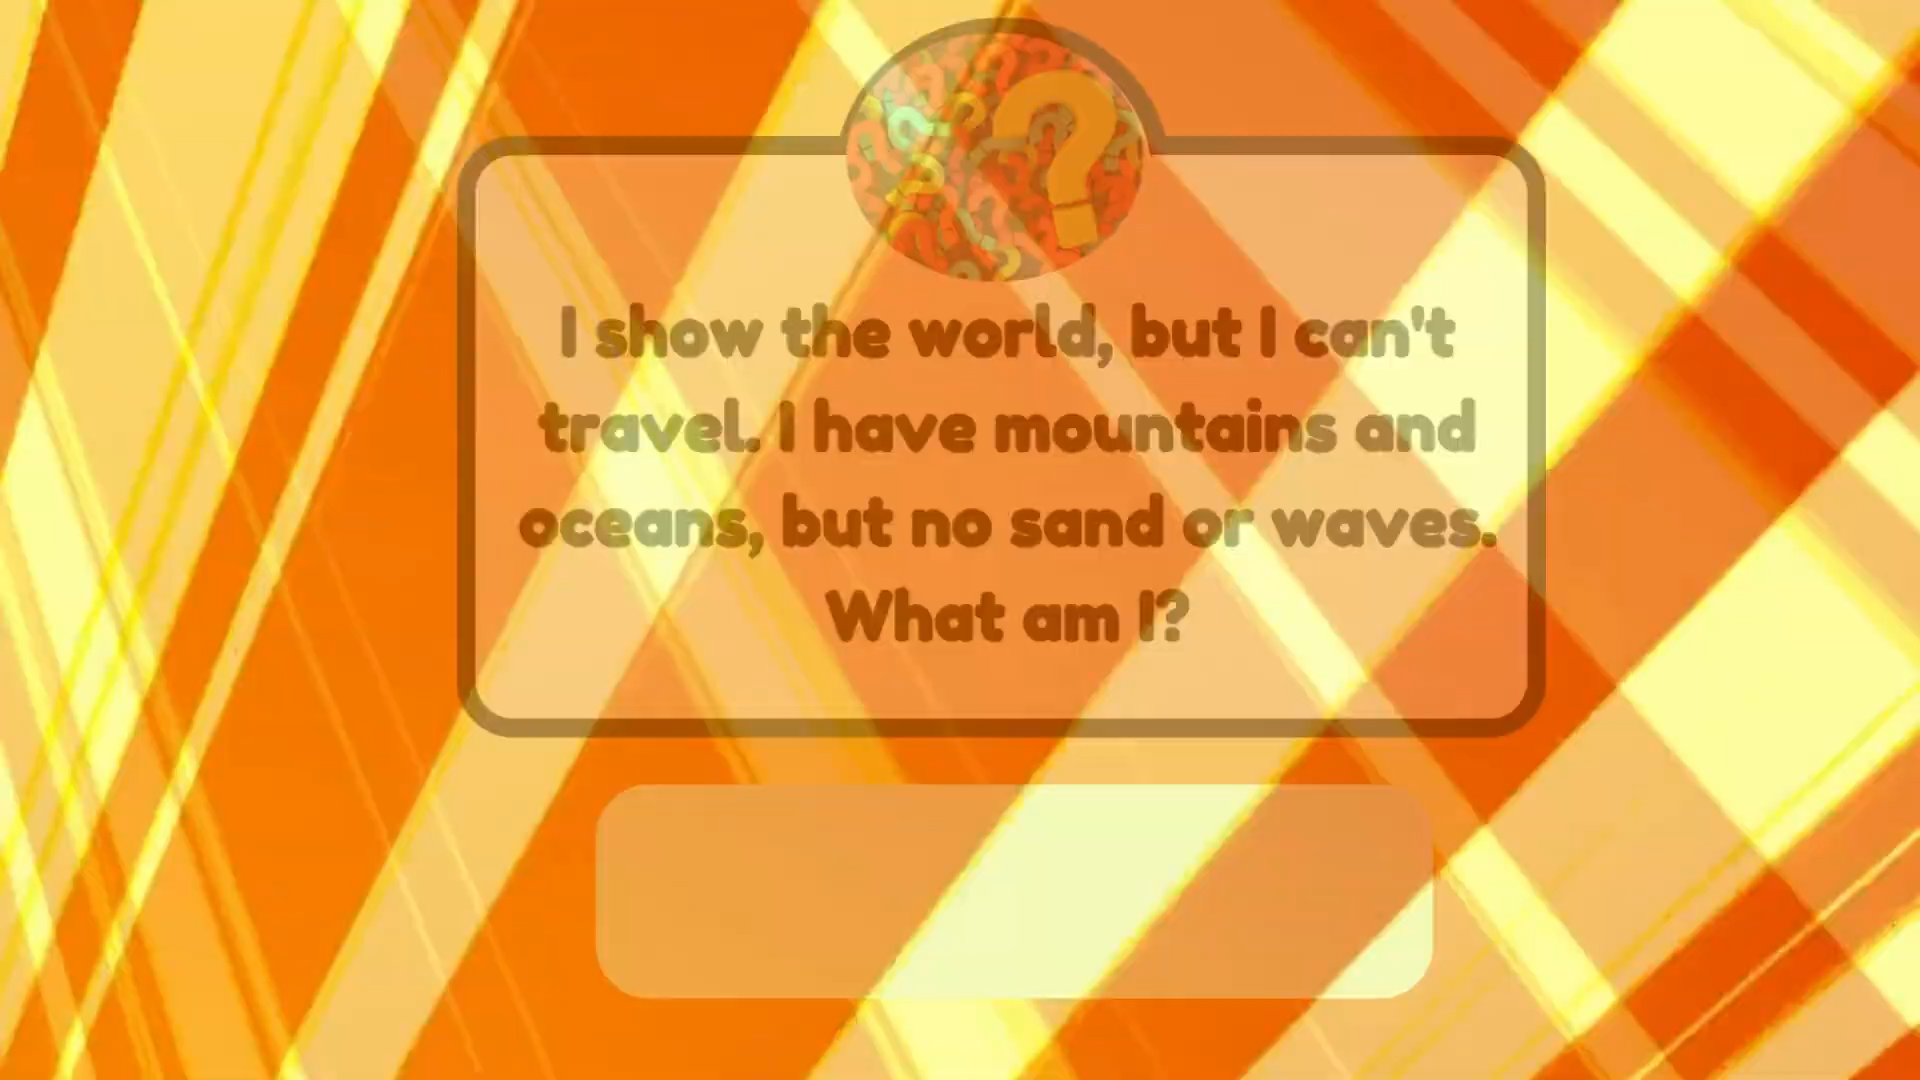 I show the world, but I can't
travel. I have mountains and
oceans, but no sand or waves.
What am I?